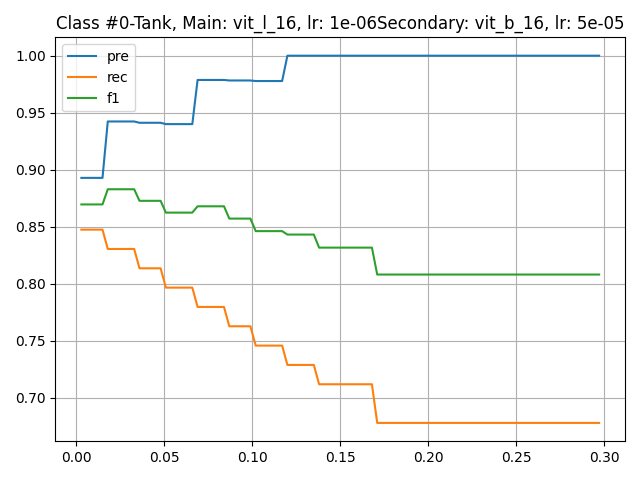 Class #0-Tank, Main: vit_l_16, lr: 1e-06Secondary: vit_b_16, lr: 5e-05
pre
rec
f1
1.00
0.95
0.90
0.85
0.80
0.75
0.70
0.00 0.05 0.10 0.15 0.20 0.25 0.30